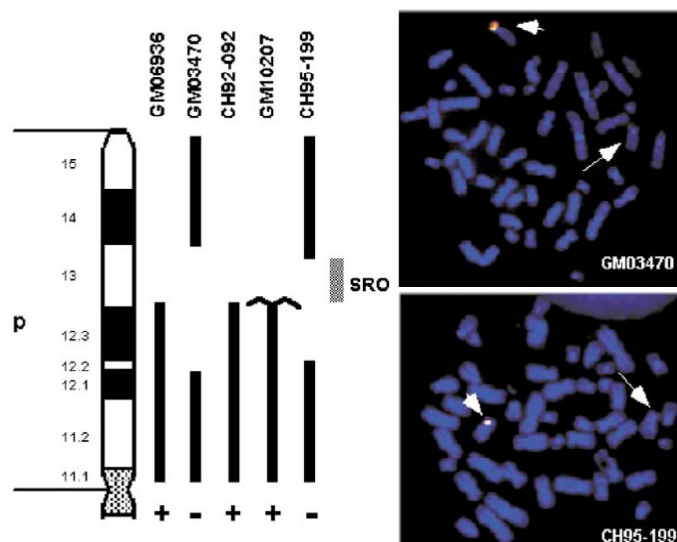 GM06936
GM03470
CH92-092
GM10207
CH95-199
15
14
13
SRO
p
12.3
12.2
12.1
11.2
11.1
+ - + + -
GM03470
CH95-199